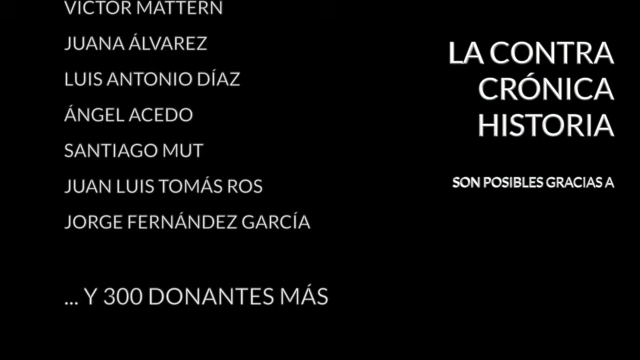 VÍCTOR MATTERN
JUANA ÁLVAREZ
LUIS ANTONIO DÍAZ
ÁNGEL ACEDO
SANTIAGO MUT
JUAN LUIS TOMÁS ROS
JORGE FERNÁNDEZ GARCÍA
... Y 300 DONANTES MÁS
LA CONTRA
CRÓNICA
HISTORIA
SON POSIBLES GRACIAS A